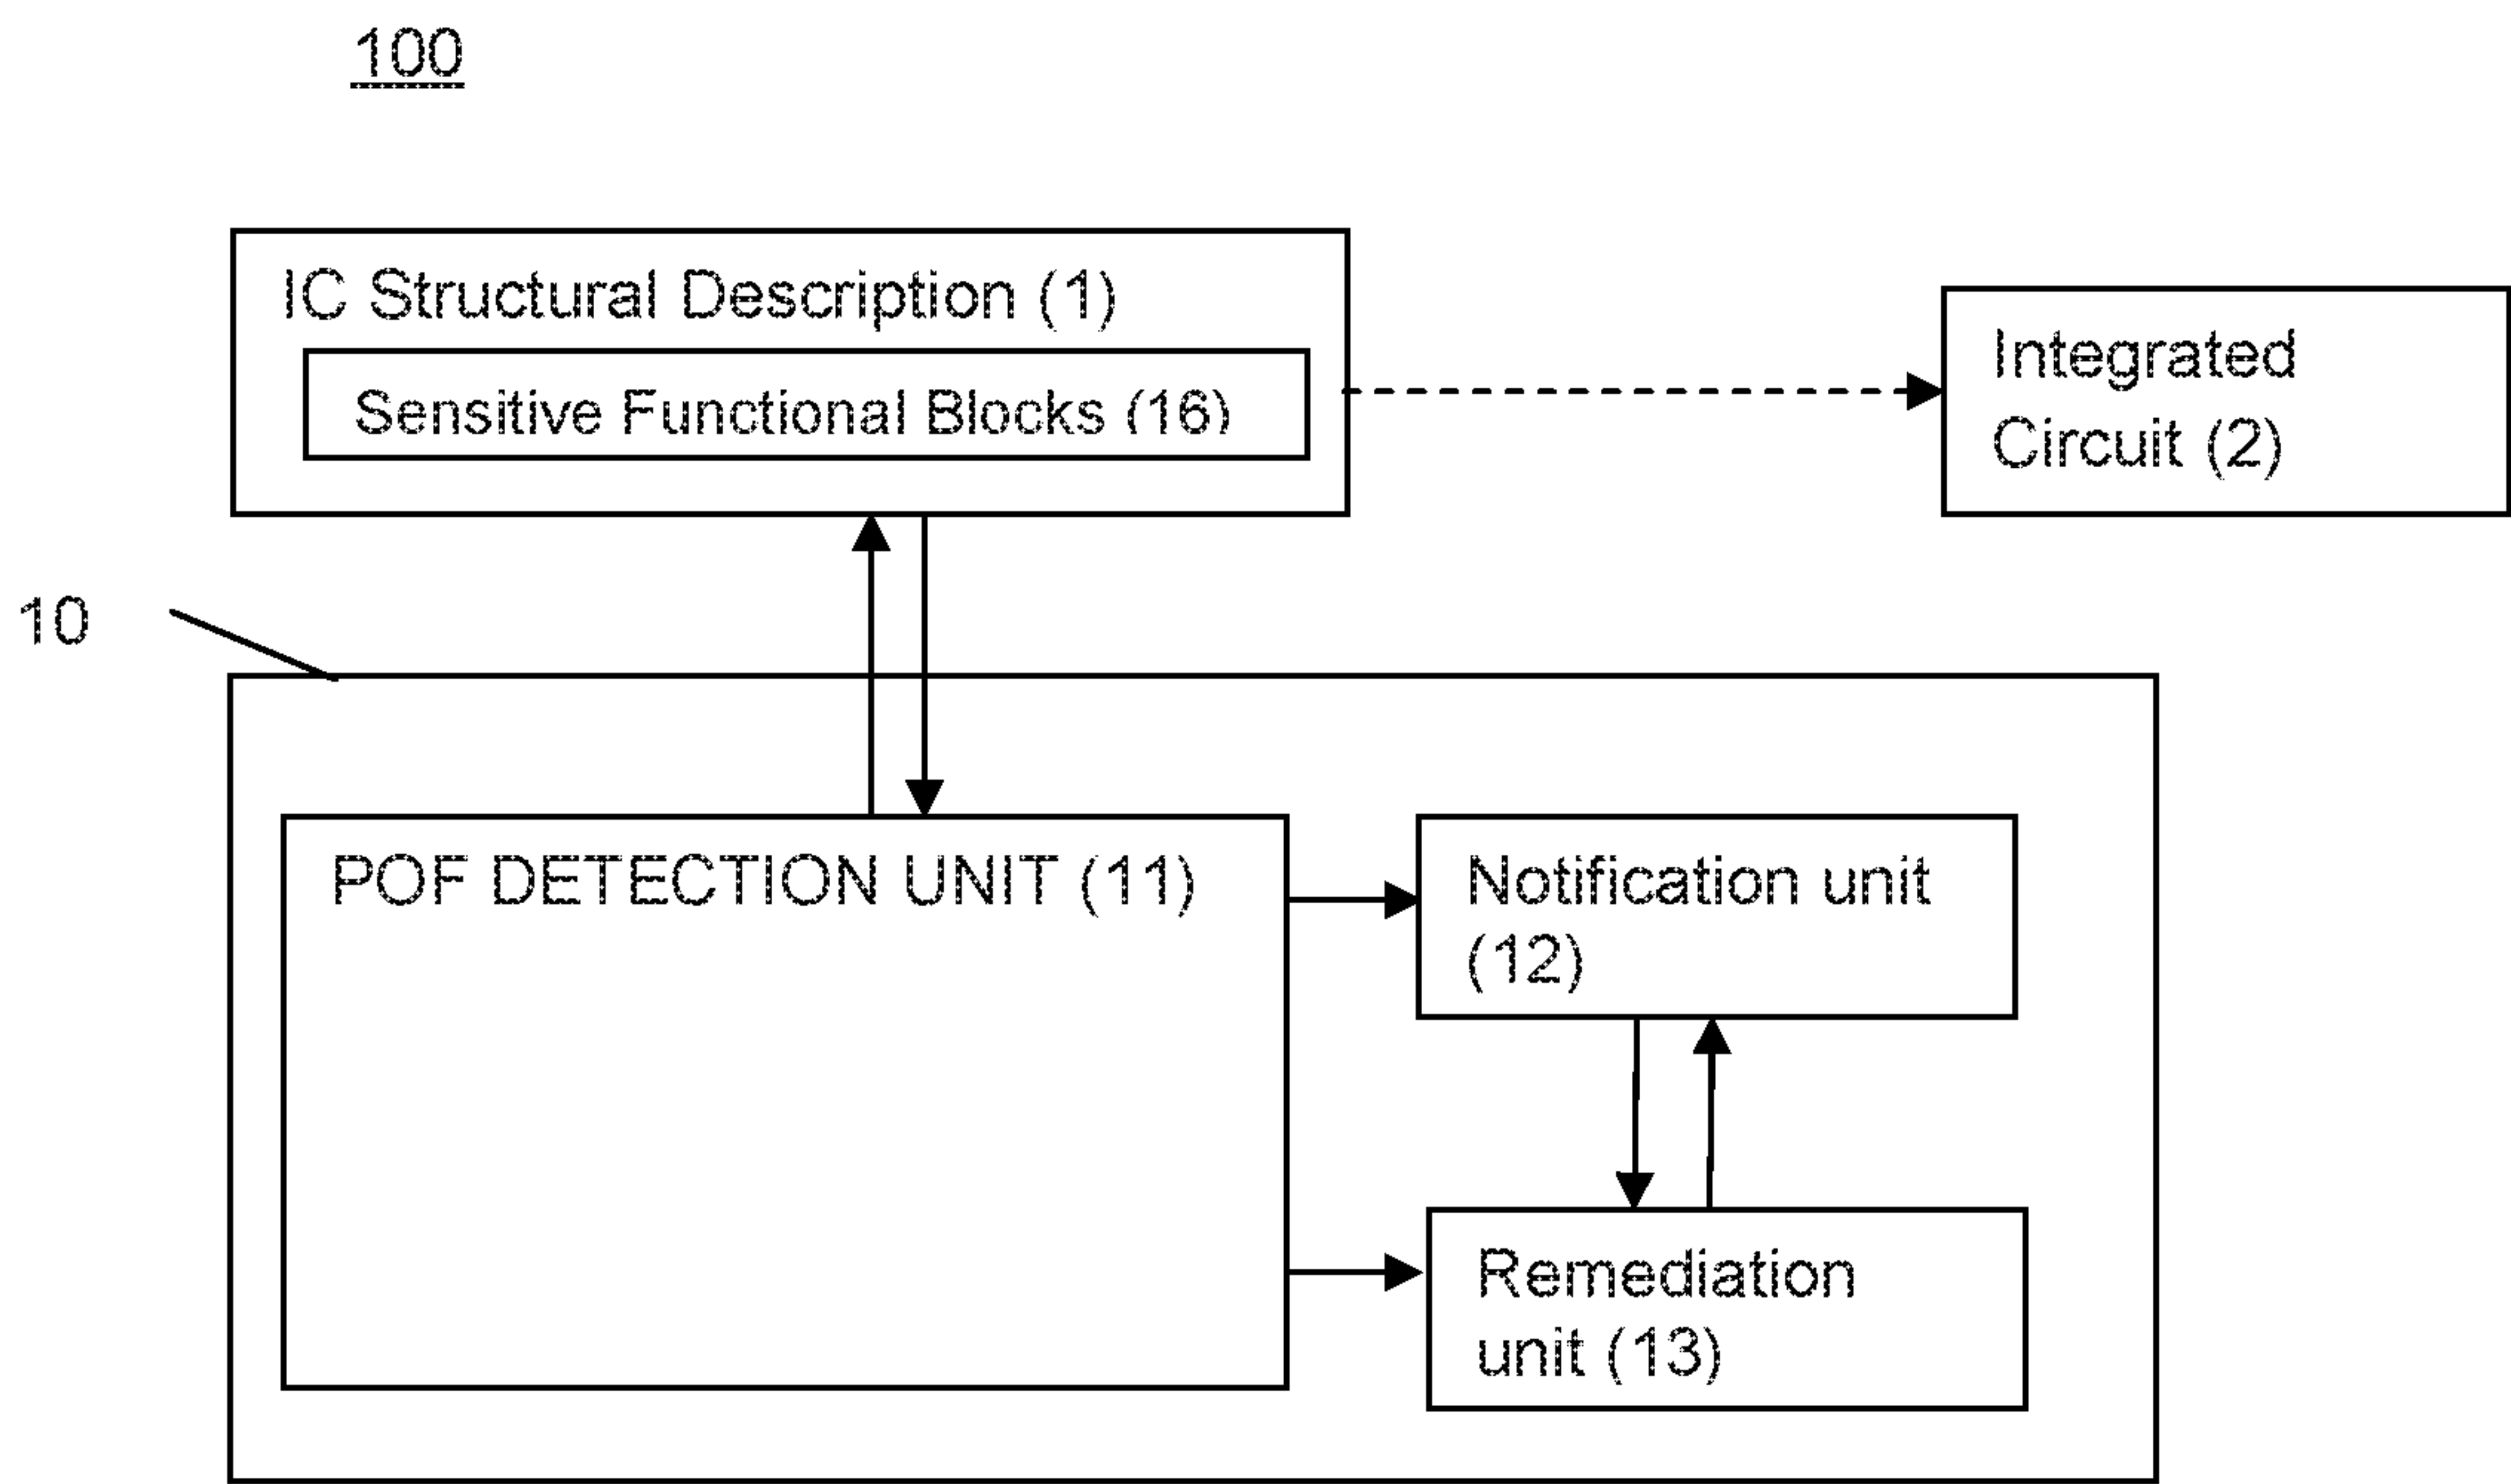 100
IC Structural Description (1)
Sensitive Functional Blocks (16)
Integrated
Circuit (2)
10
POF DETECTION UNIT (11)
Notification unit
(12)
Remediation
unit (13)